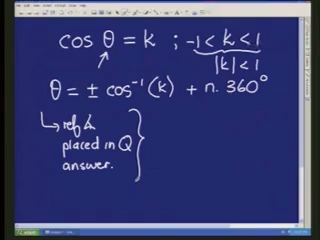 cos θ = k ; -1 < k < 1
|k| < 1
θ = ± cos⁻¹(k) + n. 360°
↳ ref ∡
placed in Q
answer.